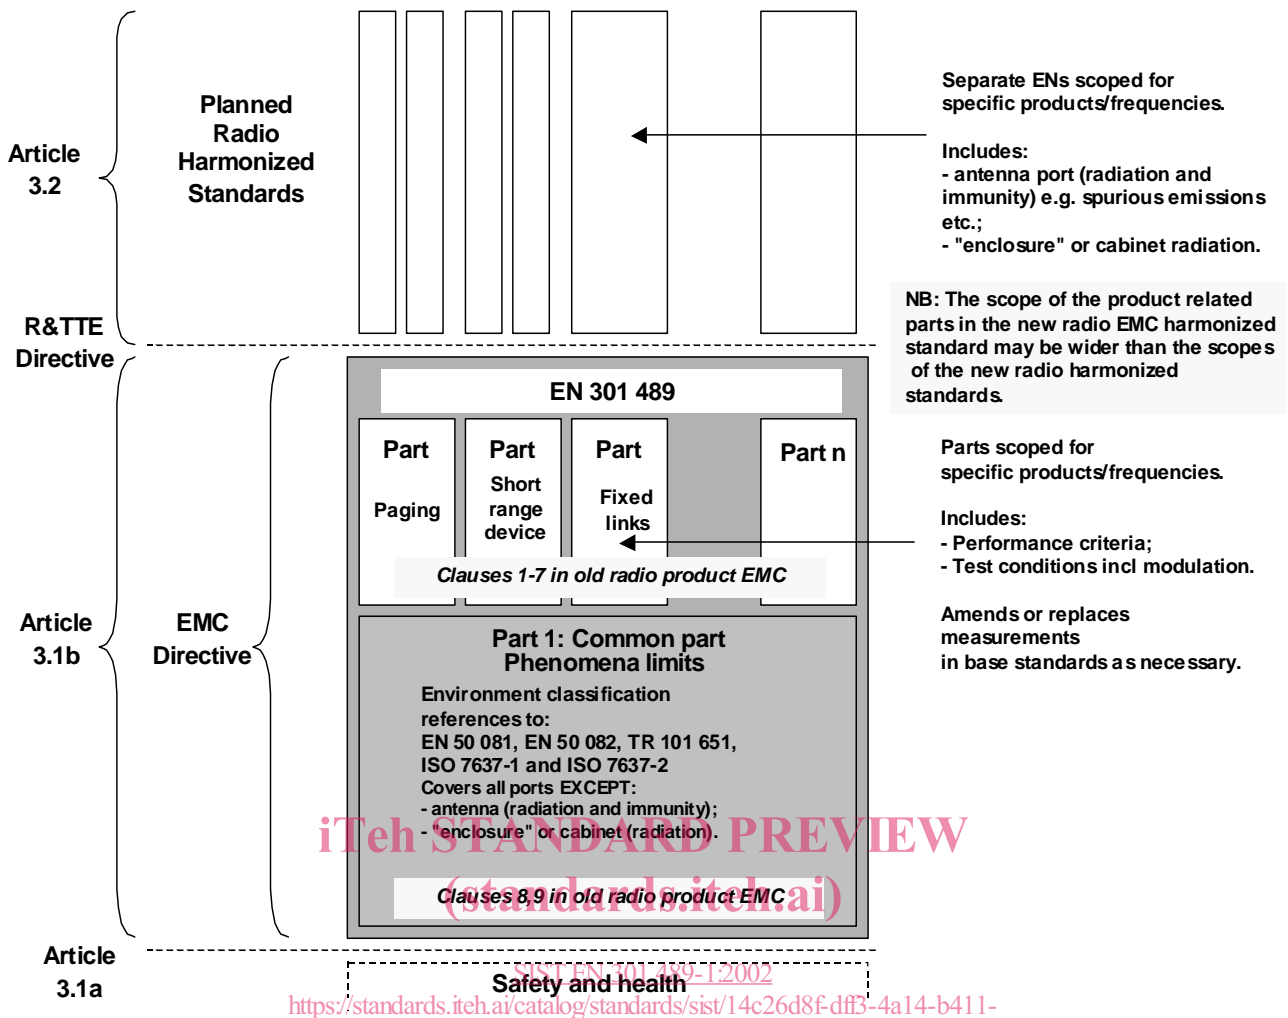 Planned
Radio
Harmonized
Standards
Article
3.2
Separate ENs scoped for
specific products/frequencies.
Includes:
- antenna port (radiation and
immunity) e.g. spurious emissions
etc.;
- "enclosure" or cabinet radiation.
NB: The scope of the product related
parts in the new radio EMC harmonized
standard may be wider than the scopes
of the new radio harmonized
standards.
R&TTE
Directive
EN 301 489
Part
Paging
Part
Short
range
device
Part
Fixed
links
Part n
Clauses 1-7 in old radio product EMC
Parts scoped for
specific products/frequencies.
Includes:
- Performance criteria;
- Test conditions incl modulation.
Amends or replaces
measurements
in base standards as necessary.
Article
3.1b
EMC
Directive
Part 1: Common part
Phenomena limits
Environment classification
references to:
EN 50 081, EN 50 082, TR 101 651,
ISO 7637-1 and ISO 7637-2
Covers all ports EXCEPT:
- antenna (radiation and immunity);
- "enclosure" or cabinet (radiation).
iTeh STANDARD PREVIEW
(standards.iteh.ai)
Clauses 8,9 in old radio product EMC
Article
3.1a
Safety and health
SIST EN 301 489-1:2002
https://standards.iteh.ai/catalog/standards/sist/14c26d8f-dff3-4a14-b411-